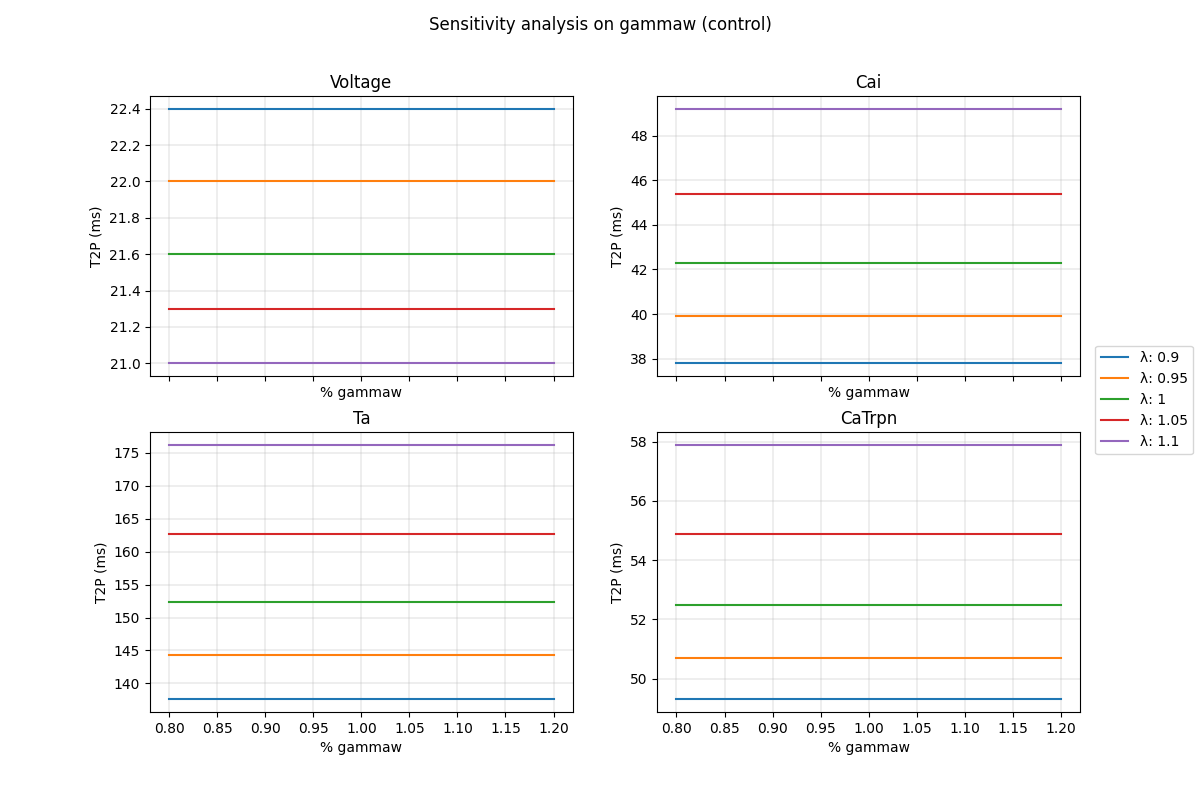 Sensitivity analysis on gammaw (control)
Voltage
T2P (ms)
22.4
22.2
22.0
21.8
21.6
21.4
21.2
21.0
% gammaw
Cai
T2P (ms)
48
46
44
42
40
38
% gammaw
λ: 0.9
λ: 0.95
λ: 1
λ: 1.05
λ: 1.1
Ta
T2P (ms)
175
170
165
160
155
150
145
140
0.80 0.85 0.90 0.95 1.00 1.05 1.10 1.15 1.20
% gammaw
CaTrpn
T2P (ms)
58
56
54
52
50
0.80 0.85 0.90 0.95 1.00 1.05 1.10 1.15 1.20
% gammaw